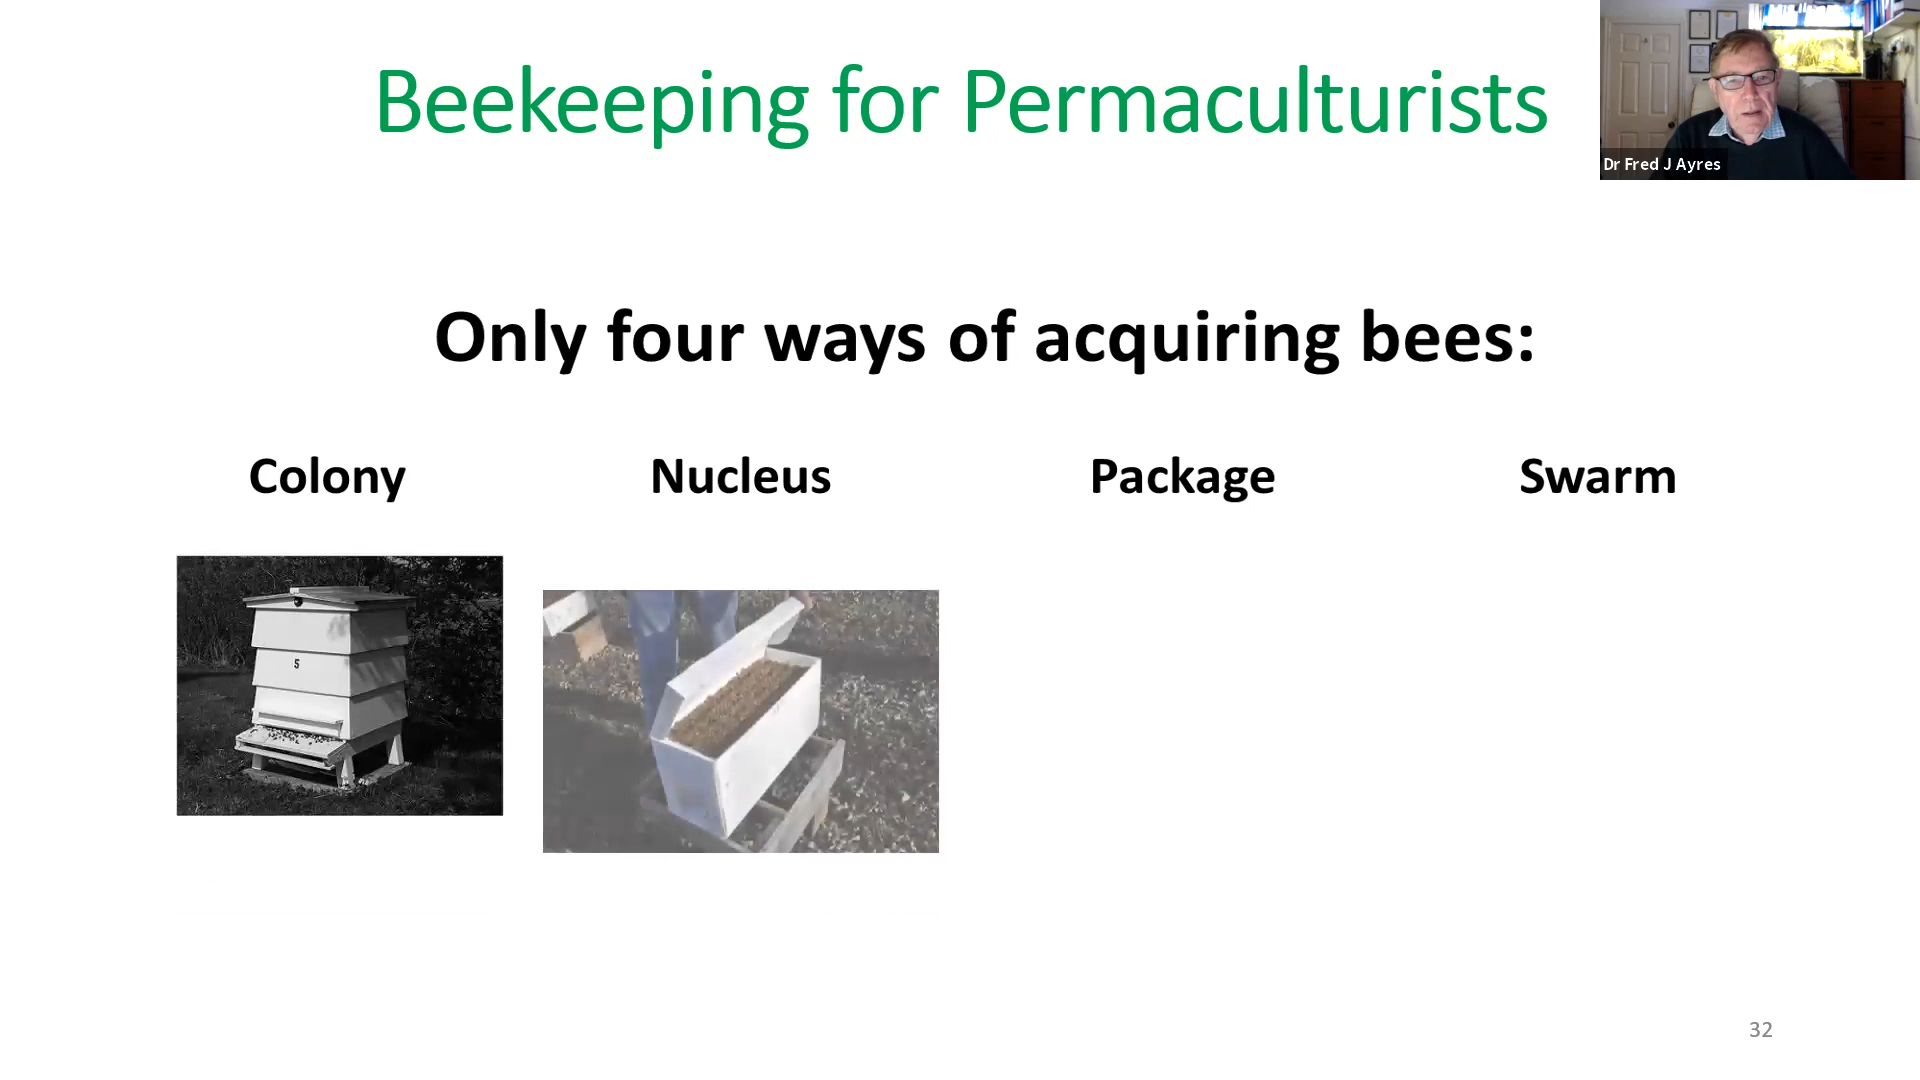 Beekeeping for Permaculturists
Dr Fred J Ayres
Only four ways of acquiring bees:
Colony Nucleus Package Swarm
5
32